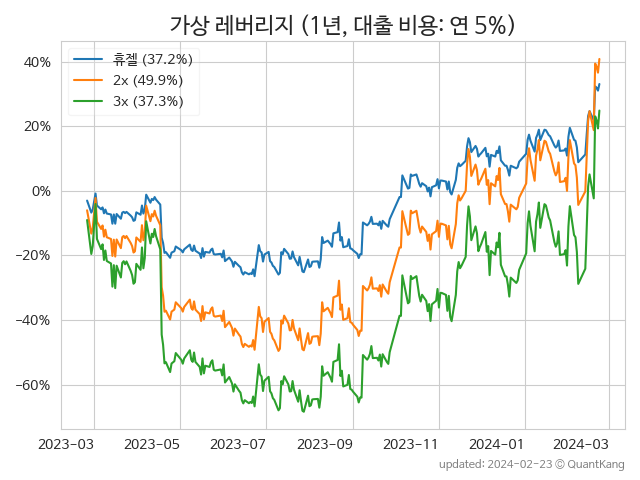 가상 레버리지 (1년, 대출 비용: 연 5%)
휴젤 (37.2%)
2x (49.9%)
3x (37.3%)
40%
20%
0%
−20%
−40%
−60%
2023-03 2023-05 2023-07 2023-09 2023-11 2024-01 2024-03
updated: 2024-02-23 © QuantKang